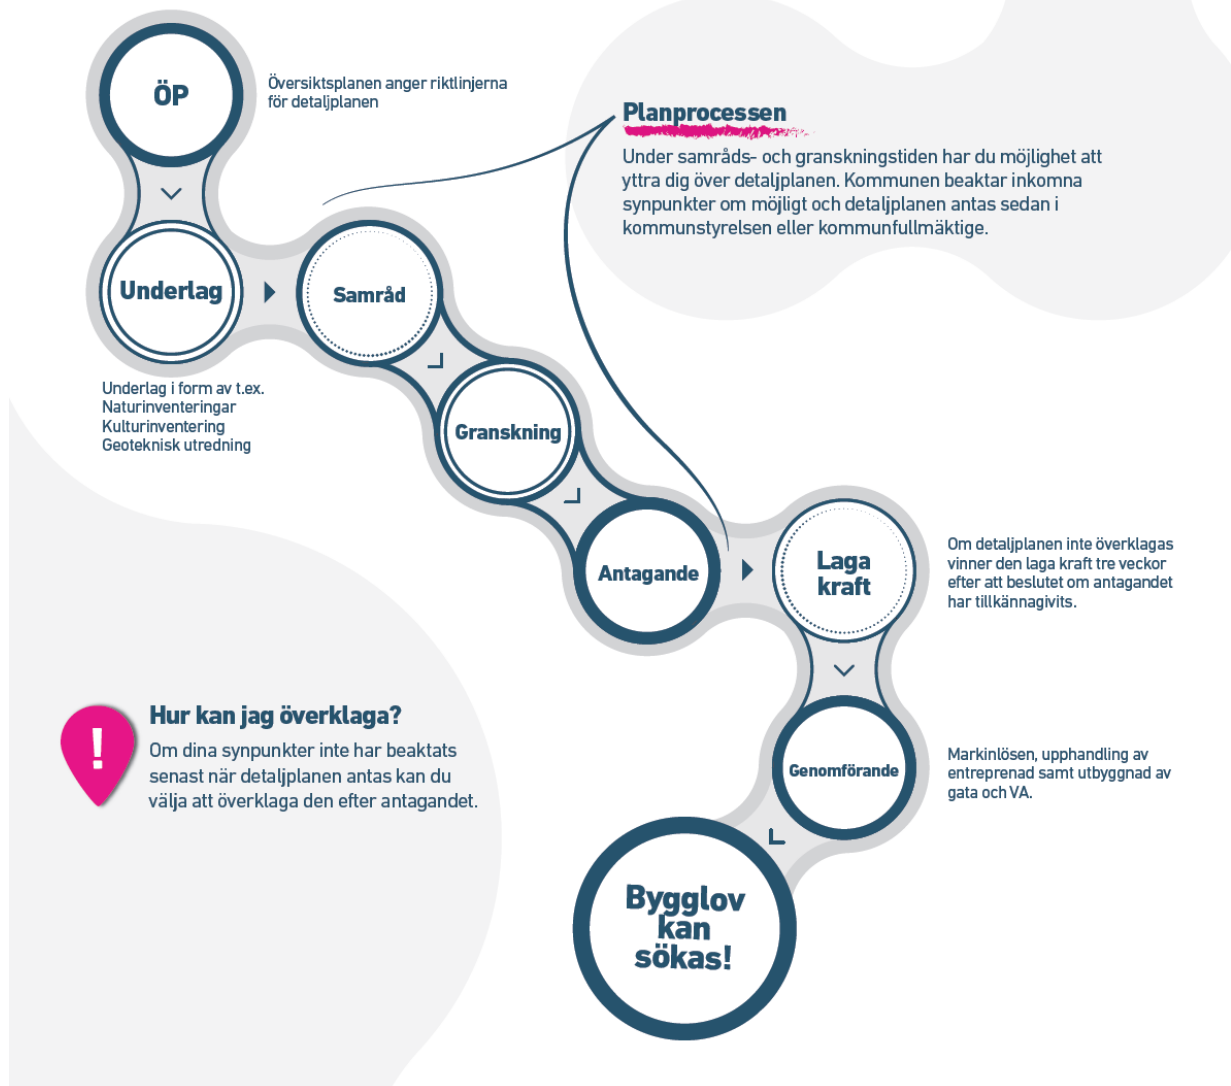 ÖP
Översiktsplanen anger riktlinjerna
för detaljplanen
Planprocessen
Under samråds- och granskningstiden har du möjlighet att
yttra dig över detaljplanen. Kommunen beaktar inkomna
synpunkter om möjligt och detaljplanen antas sedan i
kommunstyrelsen eller kommunfullmäktige.
Underlag
Samråd
Underlag i form av t.ex.
Naturinventeringar
Kulturinventering
Geoteknisk utredning
Granskning
Antagande
Laga
kraft
Om detaljplanen inte överklagas
vinner den laga kraft tre veckor
efter att beslutet om antagandet
har tillkännagivits.
!
Hur kan jag överklaga?
Om dina synpunkter inte har beaktats
senast när detaljplanen antas kan du
välja att överklaga den efter antagandet.
Genomförande
Markinlösen, upphandling av
entreprenad samt utbyggnad av
gata och VA.
Bygglov
kan
sökas!